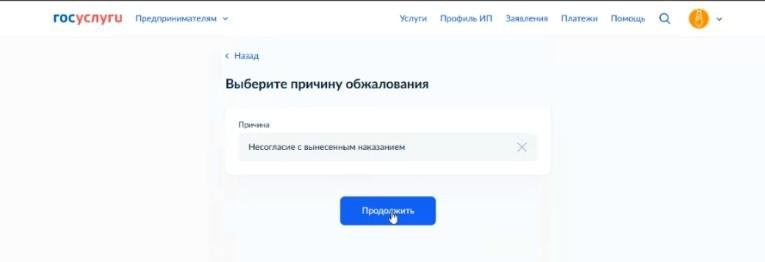 госуслуги Предпринимателям Услуги Профиль ИП Заявления Платежи Помощь
Назад
Выберите причину обжалования
Причина
Несогласие с вынесенным наказанием
Продолжить